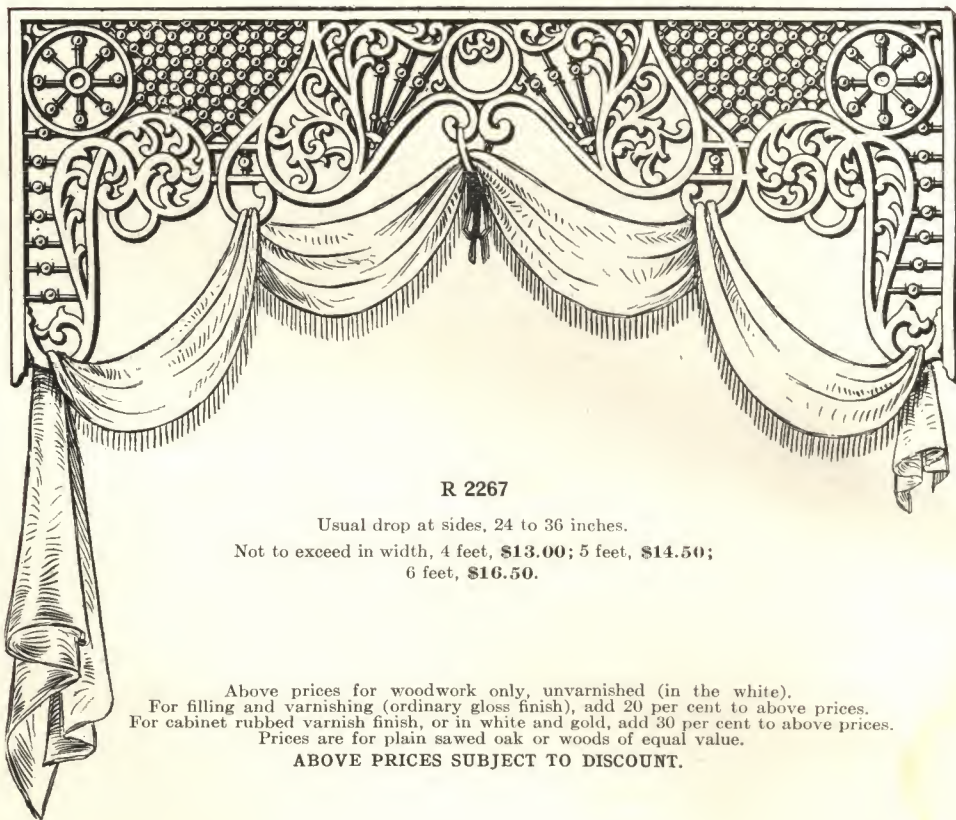 R 2267
Usual drop at sides, 24 to 36 inches.
Not to exceed in width, 4 feet, $13.00; 5 feet, $14.50;
6 feet, $16.50.
Above prices for woodwork only, unvarnished (in the white).
For filling and varnishing (ordinary gloss finish), add 20 per cent to above prices.
For cabinet rubbed varnish finish, or in white and gold, add 30 per cent to above prices.
Prices are for plain sawed oak or woods of equal value.
ABOVE PRICES SUBJECT TO DISCOUNT.